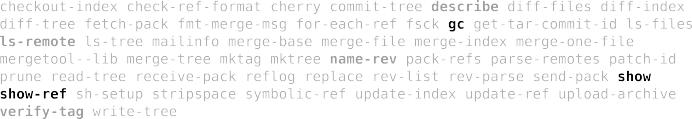 checkout-index check-ref-format cherry commit-tree describe diff-files diff-index
diff-tree fetch-pack fmt-merge-msg for-each-ref fsck gc get-tar-commit-id ls-files
ls-remote ls-tree mailinfo merge-base merge-file merge-index merge-one-file
mergetool--lib merge-tree mktag mktree name-rev pack-refs parse-remotes patch-id
prune read-tree receive-pack reflog replace rev-list rev-parse send-pack show
show-ref sh-setup stripspace symbolic-ref update-index update-ref upload-archive
verify-tag write-tree